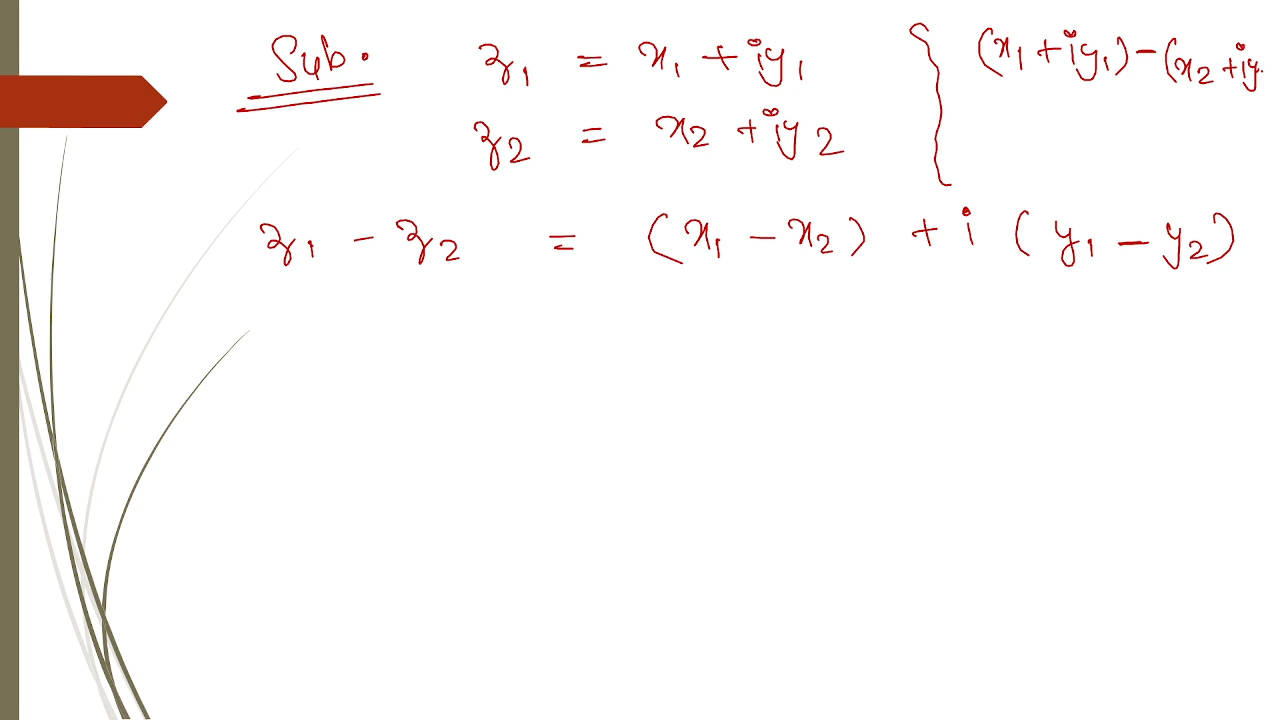 Sub. z₁ = x₁ + iy₁ { (x₁ + iy₁) - (x₂ + iy
z₂ = x₂ + iy₂
z₁ - z₂ = (x₁ - x₂) + i (y₁ - y₂)